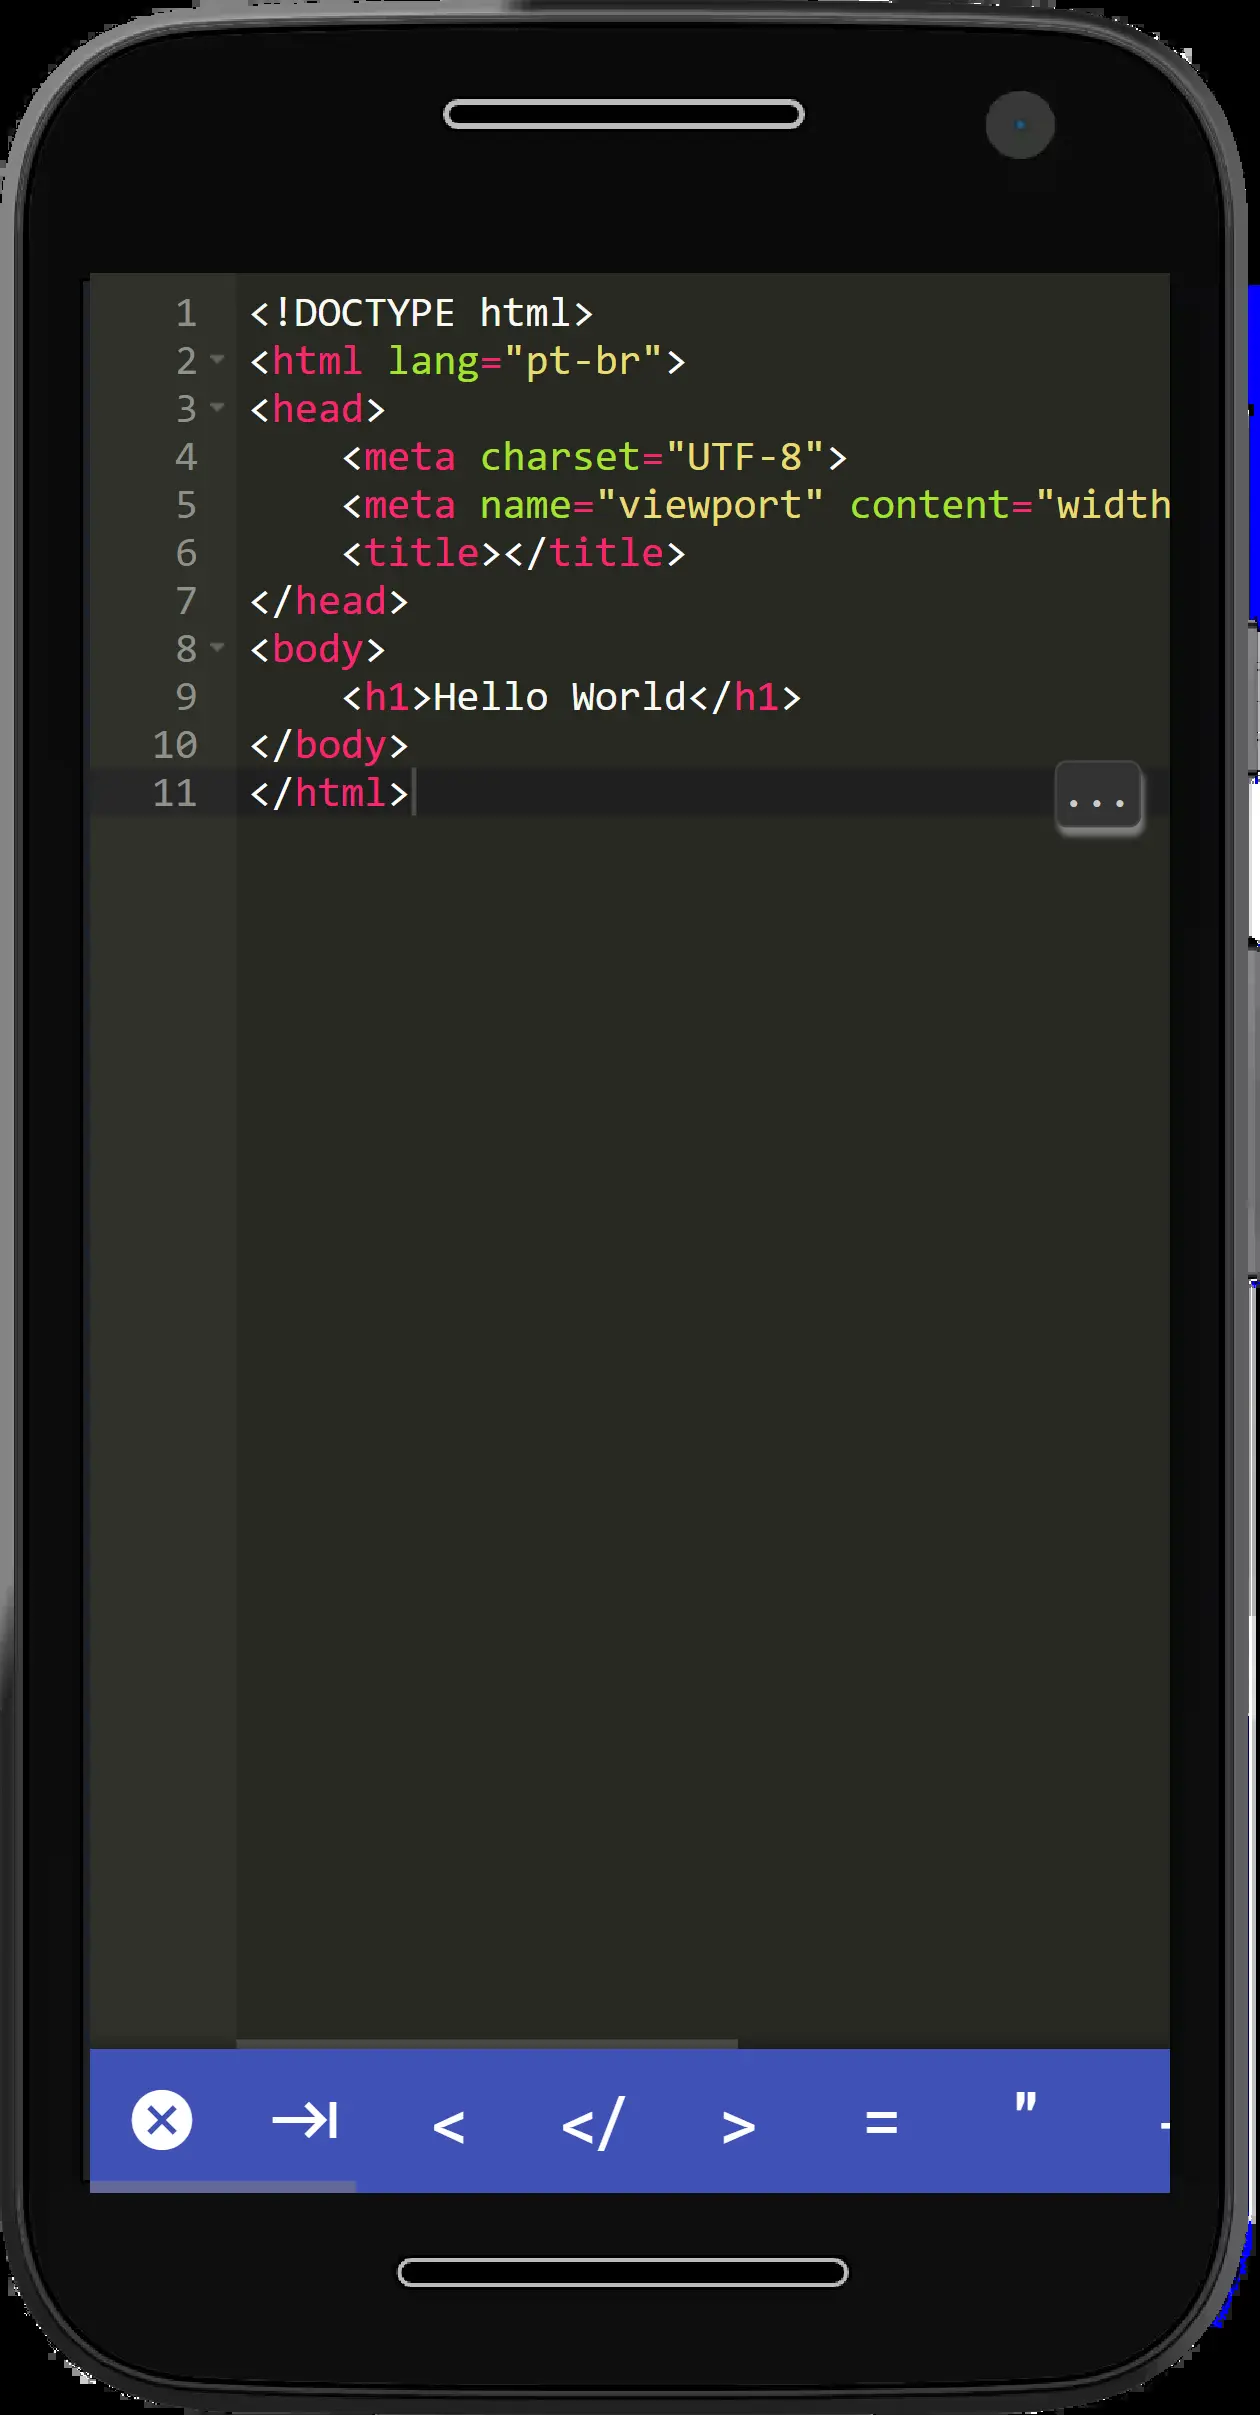 1 <!DOCTYPE html>
2 <html lang="pt-br">
3 <head>
4     <meta charset="UTF-8">
5     <meta name="viewport" content="width
6     <title></title>
7 </head>
8 <body>
9     <h1>Hello World</h1>
10 </body>
11 </html>
...
< </ > = "